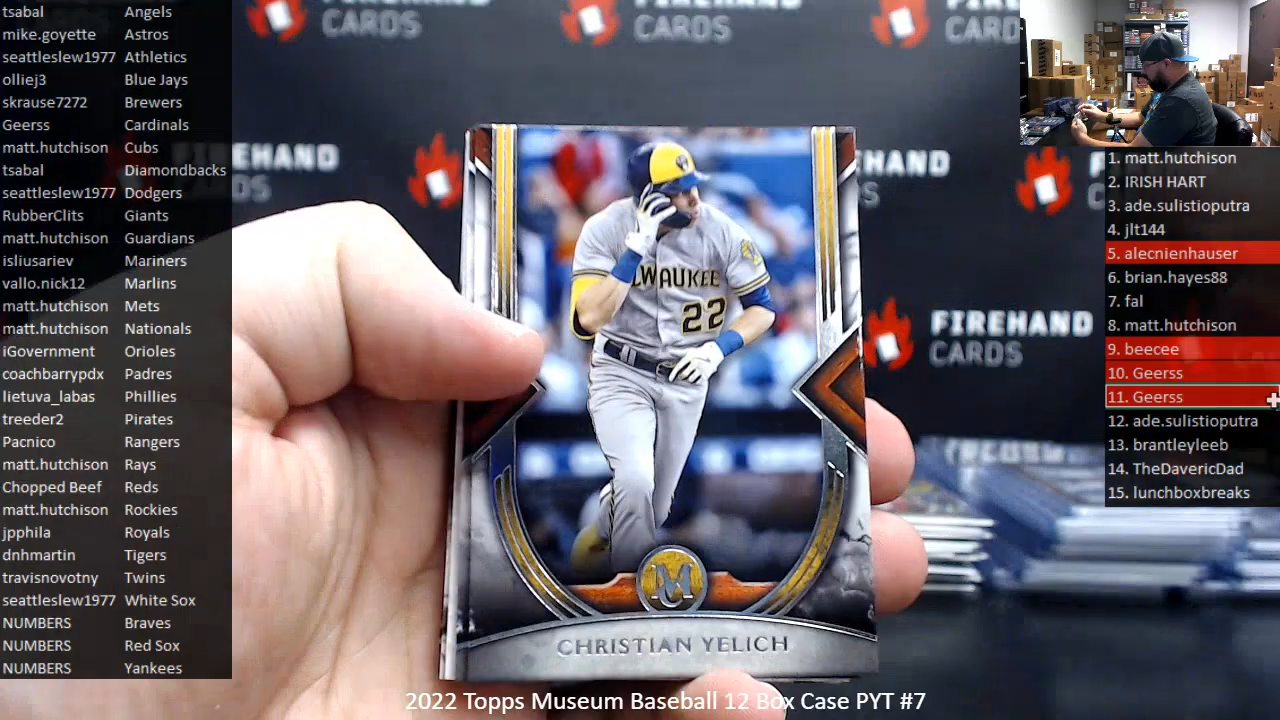 tsabal Angels
mike.goyette Astros
seattleslew1977 Athletics
olliej3 Blue Jays
skrause7272 Brewers
Geerss Cardinals
matt.hutchison Cubs
tsabal Diamondbacks
seattleslew1977 Dodgers
RubberClits Giants
matt.hutchison Guardians
isliusariev Mariners
vallo.nick12 Marlins
matt.hutchison Mets
matt.hutchison Nationals
iGovernment Orioles
coachbarrypdx Padres
lietuva_labas Phillies
treeder2 Pirates
Pacnico Rangers
matt.hutchison Rays
Chopped Beef Reds
matt.hutchison Rockies
jpphila Royals
dnhmartin Tigers
travisnovotny Twins
seattleslew1977 White Sox
NUMBERS Braves
NUMBERS Red Sox
NUMBERS Yankees
CARDS
CARDS
FIREHAND
CARDS
LWAUKEE
22
M
CHRISTIAN YELICH
1. matt.hutchison
2. IRISH HART
3. ade.sulistioputra
4. jlt144
5. alecnienhauser
6. brian.hayes88
7. fal
8. matt.hutchison
9. beecee
10. Geerss
11. Geerss
12. ade.sulistioputra
13. brantleyleeb
14. TheDavericDad
15. lunchboxbreaks
2022 Topps Museum Baseball 12 Box Case PYT #7